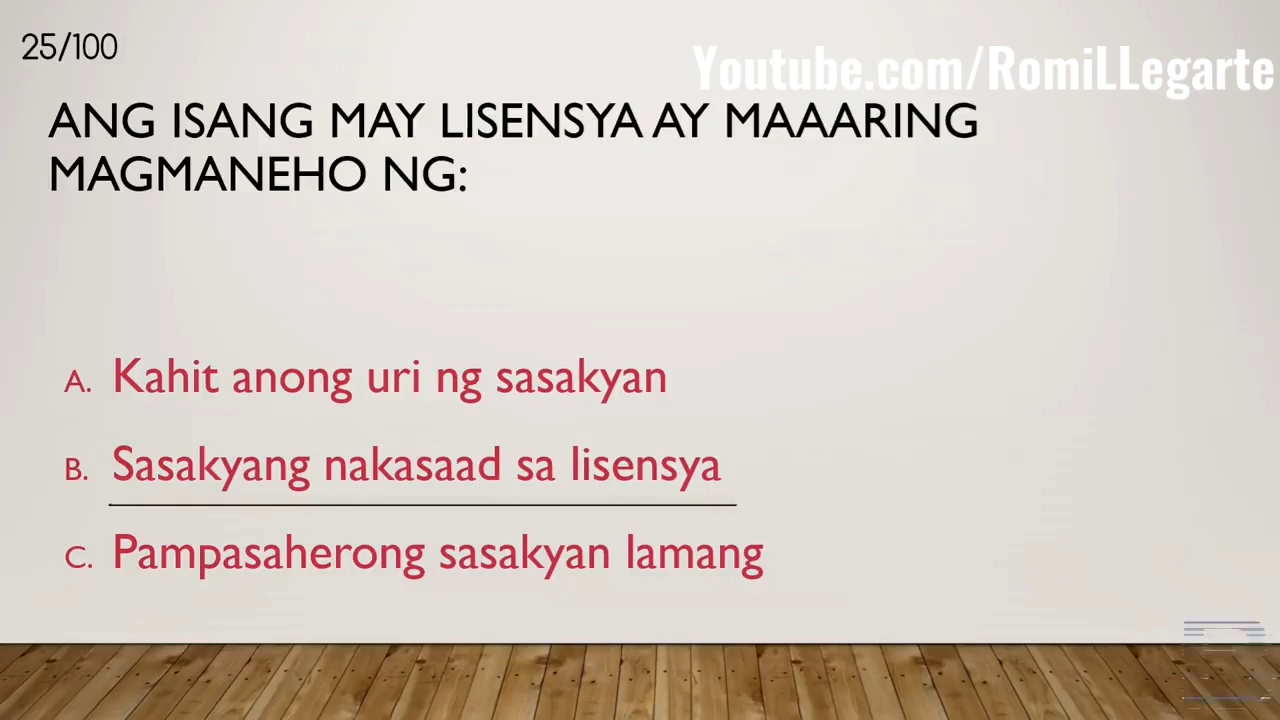 25/100
Youtube.com/RomiLLegarte
ANG ISANG MAY LISENSYA AY MAAARING
MAGMANEHO NG:
A. Kahit anong uri ng sasakyan
B. Sasakyang nakasaad sa lisensya
C. Pampasaherong sasakyan lamang